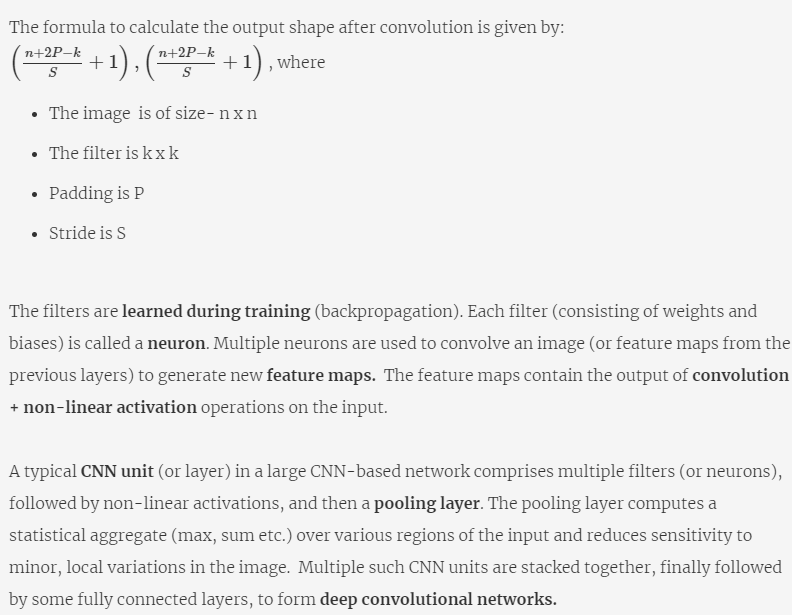 The formula to calculate the output shape after convolution is given by:
(n+2P−k/S + 1), (n+2P−k/S + 1), where
• The image is of size- n x n
• The filter is k x k
• Padding is P
• Stride is S
The filters are learned during training (backpropagation). Each filter (consisting of weights and
biases) is called a neuron. Multiple neurons are used to convolve an image (or feature maps from the
previous layers) to generate new feature maps. The feature maps contain the output of convolution
+ non-linear activation operations on the input.
A typical CNN unit (or layer) in a large CNN-based network comprises multiple filters (or neurons),
followed by non-linear activations, and then a pooling layer. The pooling layer computes a
statistical aggregate (max, sum etc.) over various regions of the input and reduces sensitivity to
minor, local variations in the image. Multiple such CNN units are stacked together, finally followed
by some fully connected layers, to form deep convolutional networks.